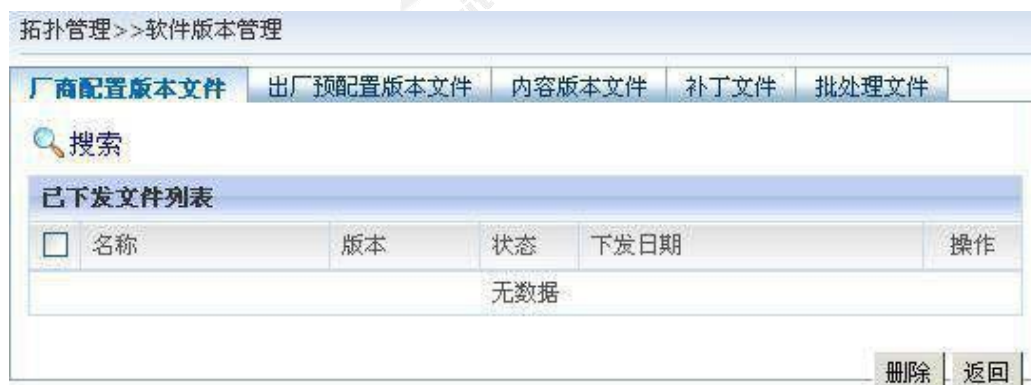 拓扑管理>>软件版本管理
厂商配置版本文件 出厂预配置版本文件 内容版本文件 补丁文件 批处理文件
搜索
已下发文件列表
名称 版本 状态 下发日期 操作
无数据
删除 返回